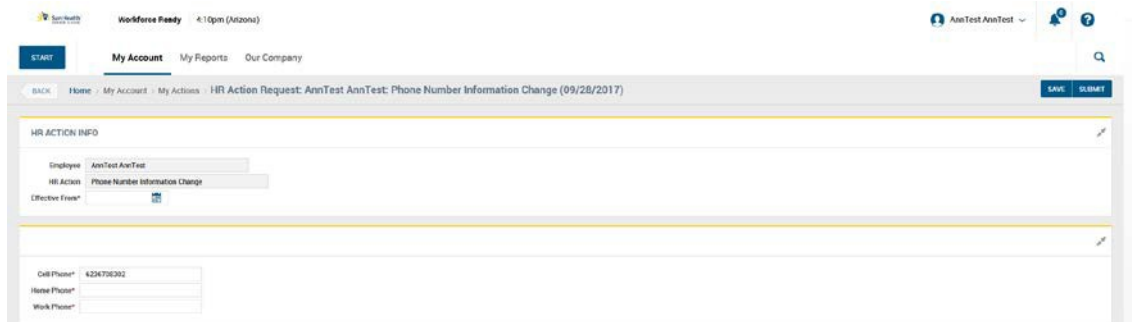 SunHealth
Workforce Ready 4:10pm (Arizona)
AnnTest AnnTest
START My Account My Reports Our Company
BACK Home My Account My Actions HR Action Request: AnnTest AnnTest: Phone Number Information Change (09/28/2017) SAVE SUBMIT
HR ACTION INFO
Employee AnnTest AnnTest
HR Action Phone Number Information Change
Effective From*
Cell Phone* 6236738302
Home Phone*
Work Phone*